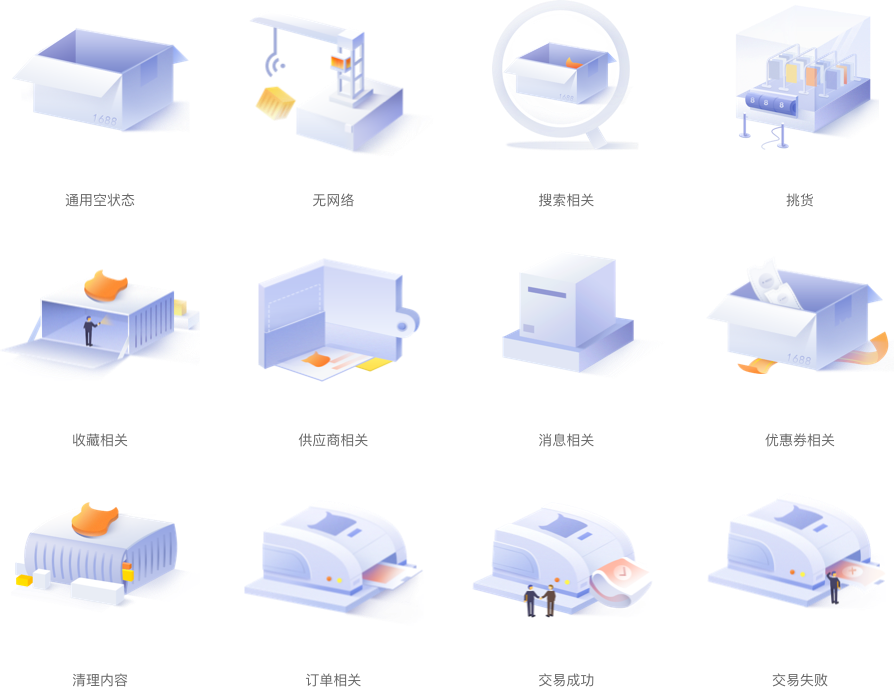 1688
1688
888
通用空状态
无网络
搜索相关
挑货
1688
收藏相关
供应商相关
消息相关
优惠券相关
清理内容
订单相关
交易成功
交易失败